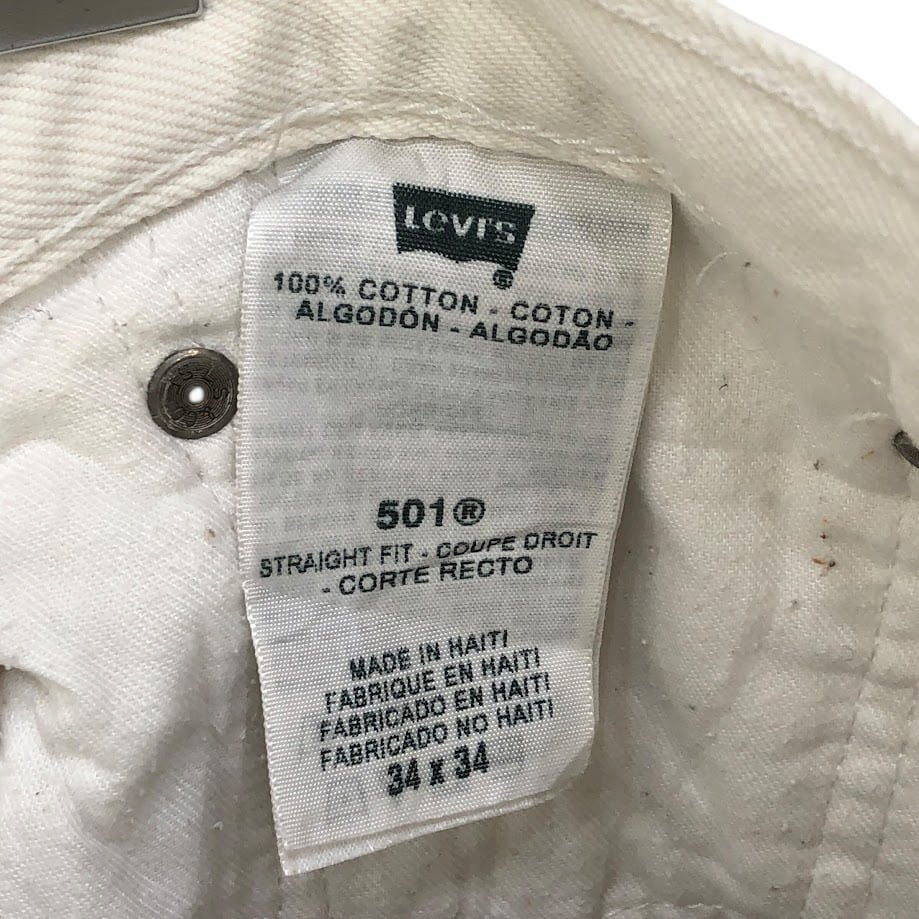 Levi's
®
100% COTTON - COTON -
ALGODÓN - ALGODÃO
501®
STRAIGHT FIT - COUPE DROIT
- CORTE RECTO
MADE IN HAITI
FABRIQUE EN HAITI
FABRICADO EN HAITI
FABRICADO NO HAITI
34 x 34